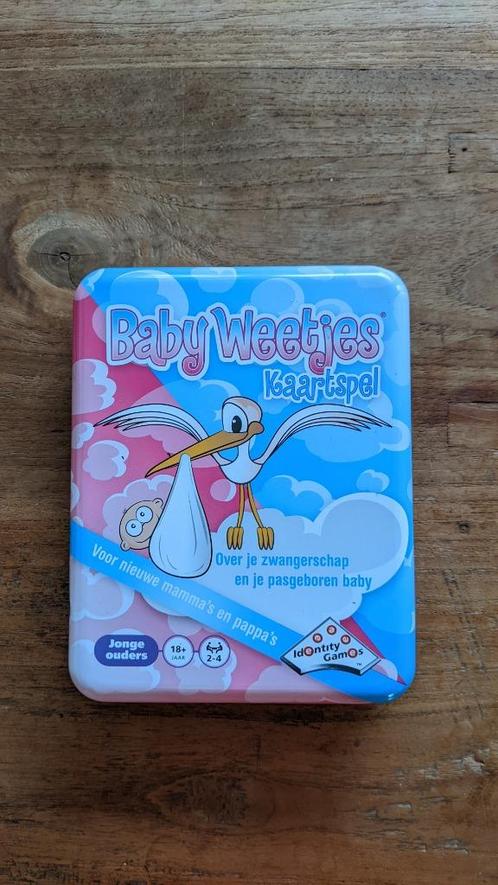 Baby Weetjes®
Kaartspel
Over je zwangerschap
en je pasgeboren baby
Voor nieuwe mamma's en pappa's
Jonge
ouders
18+
JAAR
2-4
Identity
Games
TM